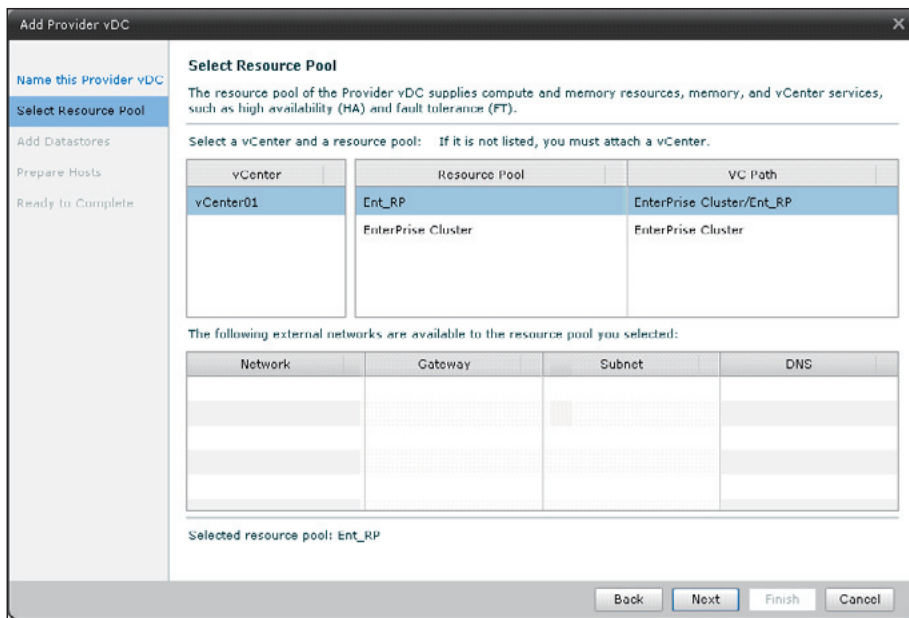 Add Provider vDC
Name this Provider vDC
Select Resource Pool
Add Datastores
Prepare Hosts
Ready to Complete
Select Resource Pool
The resource pool of the Provider vDC supplies compute and memory resources, memory, and vCenter services,
such as high availability (HA) and fault tolerance (FT).
Select a vCenter and a resource pool: If it is not listed, you must attach a vCenter.
vCenter Resource Pool VC Path
vCenter01 Ent_RP EnterPrise Cluster/Ent_RP
EnterPrise Cluster EnterPrise Cluster
The following external networks are available to the resource pool you selected:
Network Gateway Subnet DNS
Selected resource pool: Ent_RP
Back Next Finish Cancel